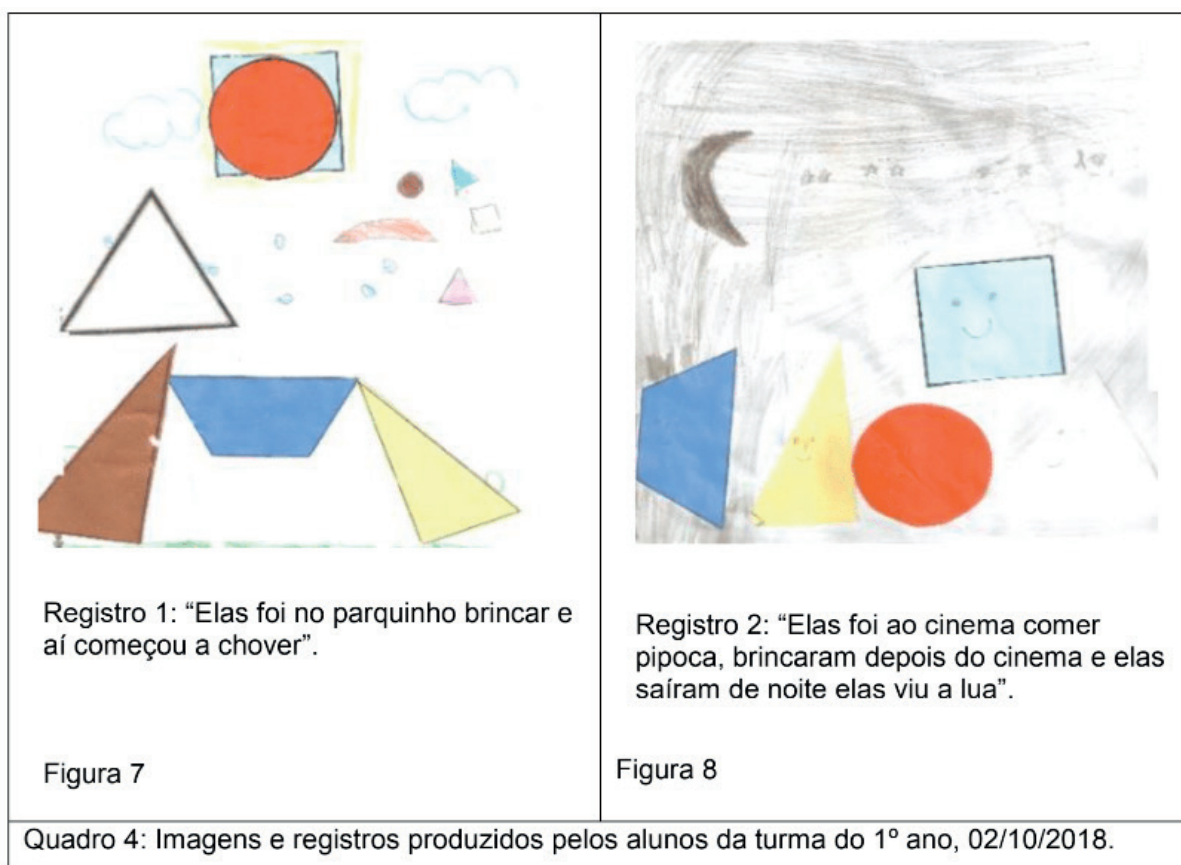 Registro 1: “Elas foi no parquinho brincar e
aí começou a chover”.
Figura 7
Registro 2: “Elas foi ao cinema comer
pipoca, brincaram depois do cinema e elas
saíram de noite elas viu a lua”.
Figura 8
Quadro 4: Imagens e registros produzidos pelos alunos da turma do 1º ano, 02/10/2018.